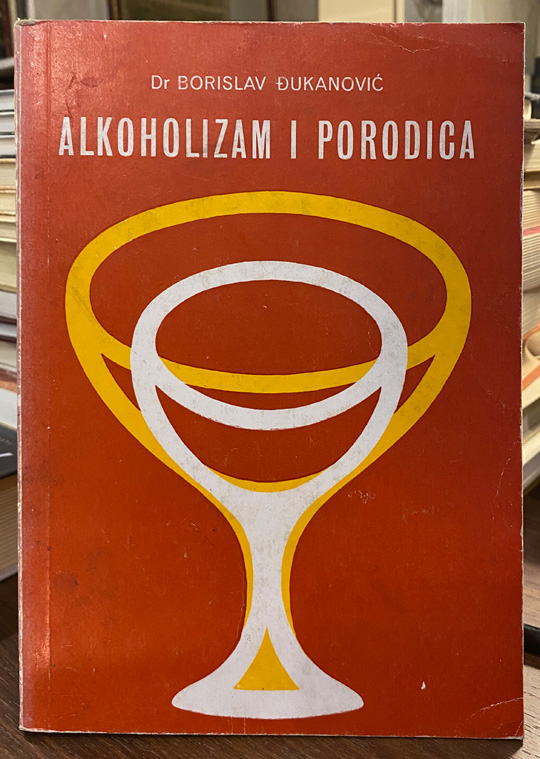 Dr BORISLAV ĐUKANOVIĆ
ALKOHOLIZAM I PORODICA